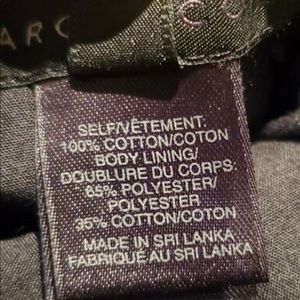 ARC
SELF/VÊTEMENT:
100% COTTON/COTON
BODY LINING/
DOUBLURE DU CORPS:
65% POLYESTER/
POLYESTER
35% COTTON/COTON
MADE IN SRI LANKA
FABRIQUÉ AU SRI LANKA